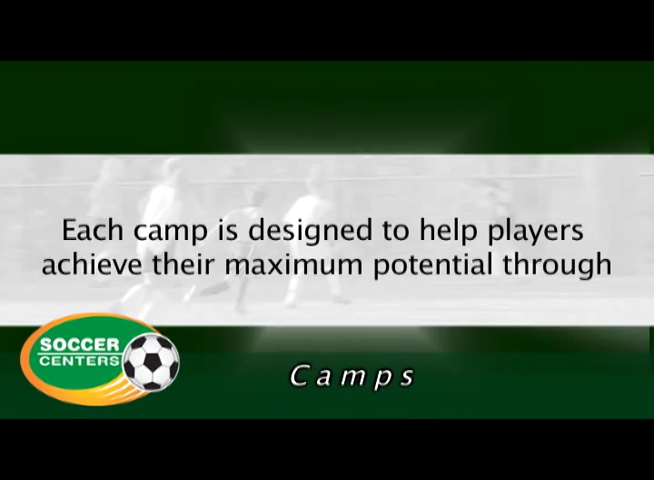 Each camp is designed to help players
achieve their maximum potential through
SOCCER
CENTERS
Camps